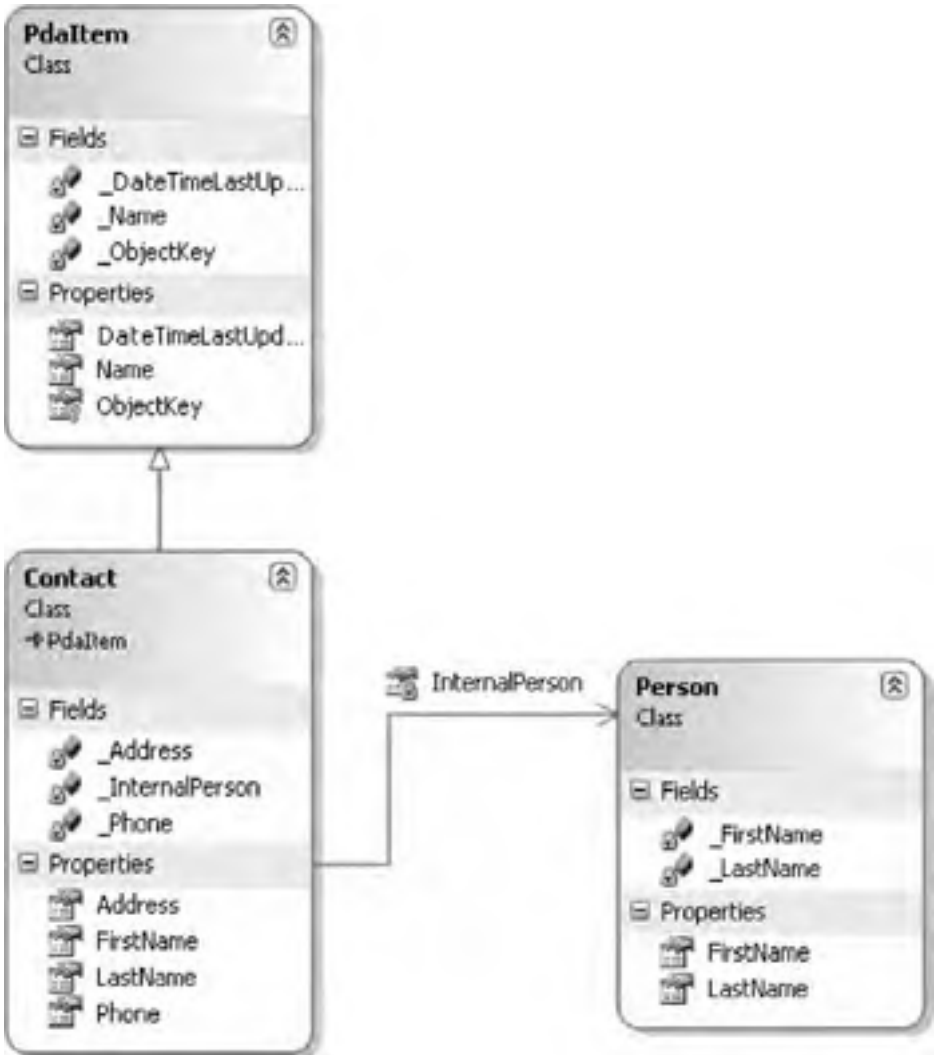 PdaItem
Class
Fields
_DateTimeLastUp...
_Name
_ObjectKey
Properties
DateTimeLastUpd...
Name
ObjectKey
Contact
Class
PdaItem
Fields
_Address
_InternalPerson
_Phone
Properties
Address
FirstName
LastName
Phone
InternalPerson
Person
Class
Fields
_FirstName
_LastName
Properties
FirstName
LastName